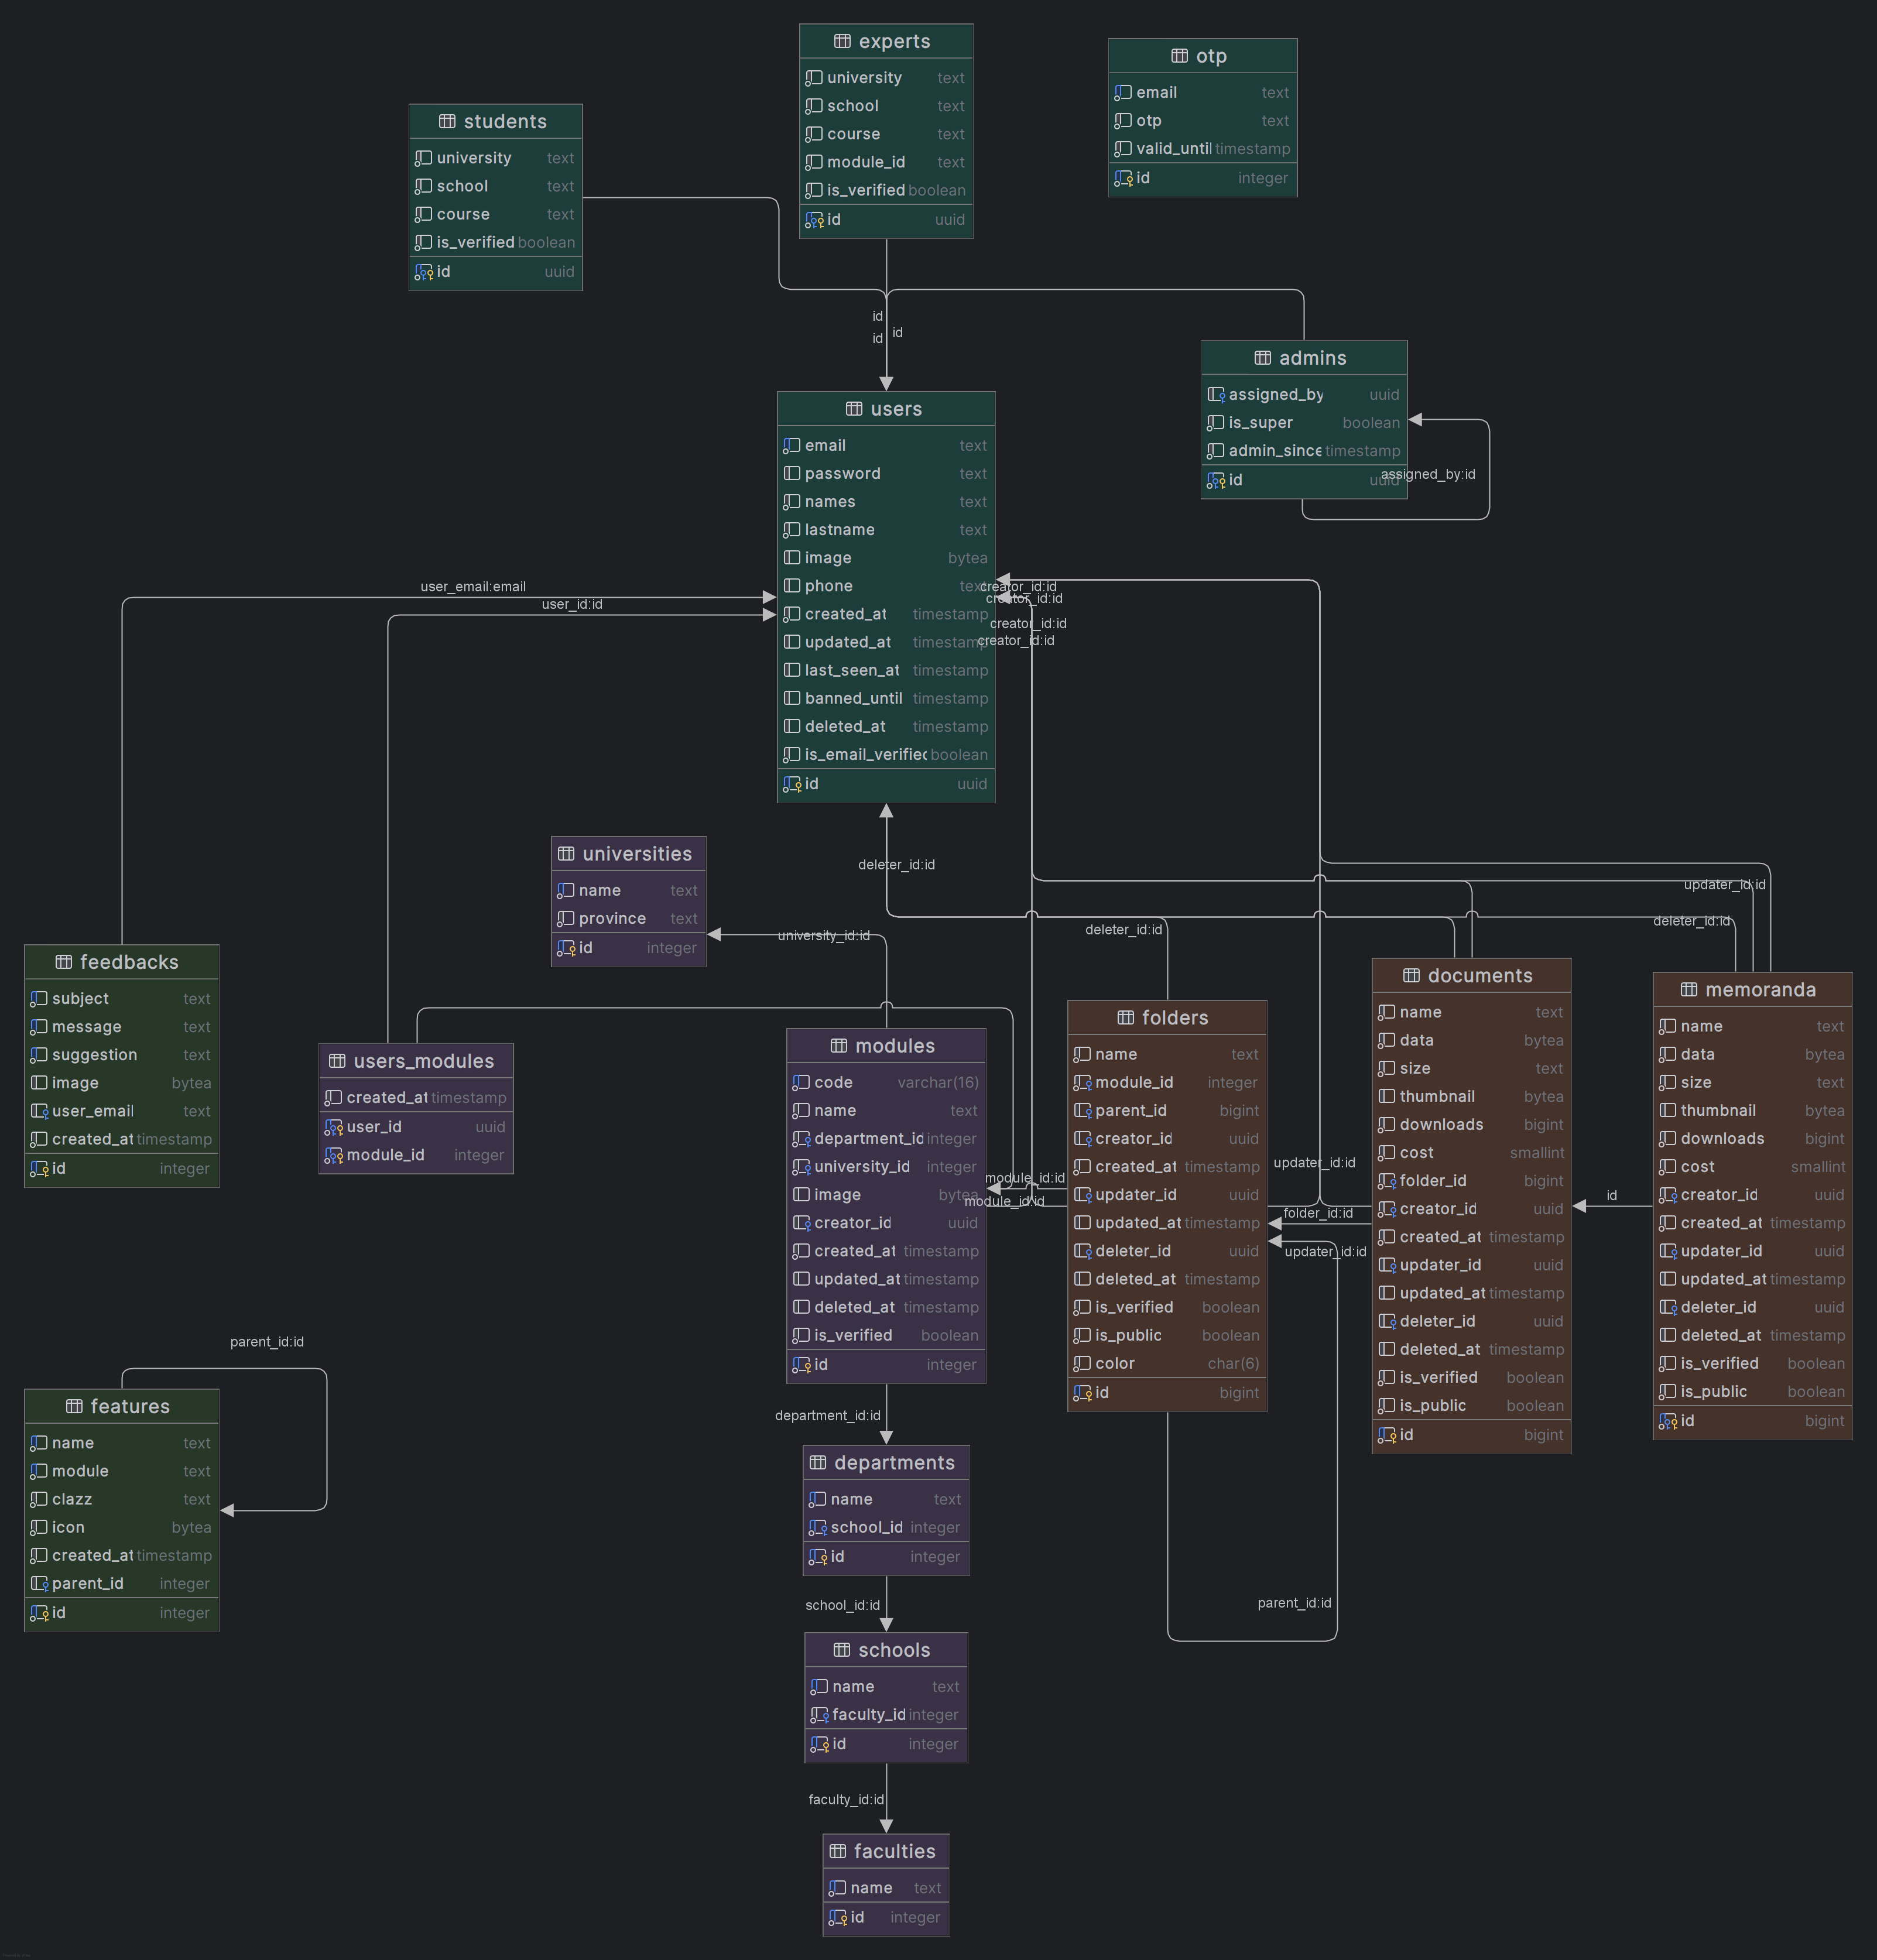 experts
university text
school text
course text
module_id text
is_verified boolean
id uuid
otp
email text
otp text
valid_until timestamp
id integer
students
university text
school text
course text
is_verified boolean
id uuid
id
id
id
admins
assigned_by uuid
is_super boolean
admin_since timestamp
id uuid
assigned_by:id
users
email text
password text
names text
lastname text
image bytea
phone text
created_at timestamp
updated_at timestamp
last_seen_at timestamp
banned_until timestamp
deleted_at timestamp
is_email_verified boolean
id uuid
user_email:email
user_id:id
creator_id:id
creator_id:id
creator_id:id
creator_id:id
deleter_id:id
universities
name text
province text
id integer
university_id:id
updater_id:id
deleter_id:id
deleter_id:id
feedbacks
subject text
message text
suggestion text
image bytea
user_email text
created_at timestamp
id integer
users_modules
created_at timestamp
user_id uuid
module_id integer
modules
code varchar(16)
name text
department_id integer
university_id integer
image bytea
creator_id uuid
created_at timestamp
updated_at timestamp
deleted_at timestamp
is_verified boolean
id integer
module_id:id
module_id:id
folders
name text
module_id integer
parent_id bigint
creator_id uuid
created_at timestamp
updater_id uuid
updated_at timestamp
deleter_id uuid
deleted_at timestamp
is_verified boolean
is_public boolean
color char(6)
id bigint
updater_id:id
folder_id:id
updater_id:id
documents
name text
data bytea
size text
thumbnail bytea
downloads bigint
cost smallint
folder_id bigint
creator_id uuid
created_at timestamp
updater_id uuid
updated_at timestamp
deleter_id uuid
deleted_at timestamp
is_verified boolean
is_public boolean
id bigint
id
memoranda
name text
data bytea
size text
thumbnail bytea
downloads bigint
cost smallint
creator_id uuid
created_at timestamp
updater_id uuid
updated_at timestamp
deleter_id uuid
deleted_at timestamp
is_verified boolean
is_public boolean
id bigint
parent_id:id
features
name text
module text
clazz text
icon bytea
created_at timestamp
parent_id integer
id integer
department_id:id
departments
name text
school_id integer
id integer
school_id:id
parent_id:id
schools
name text
faculty_id integer
id integer
faculty_id:id
faculties
name text
id integer